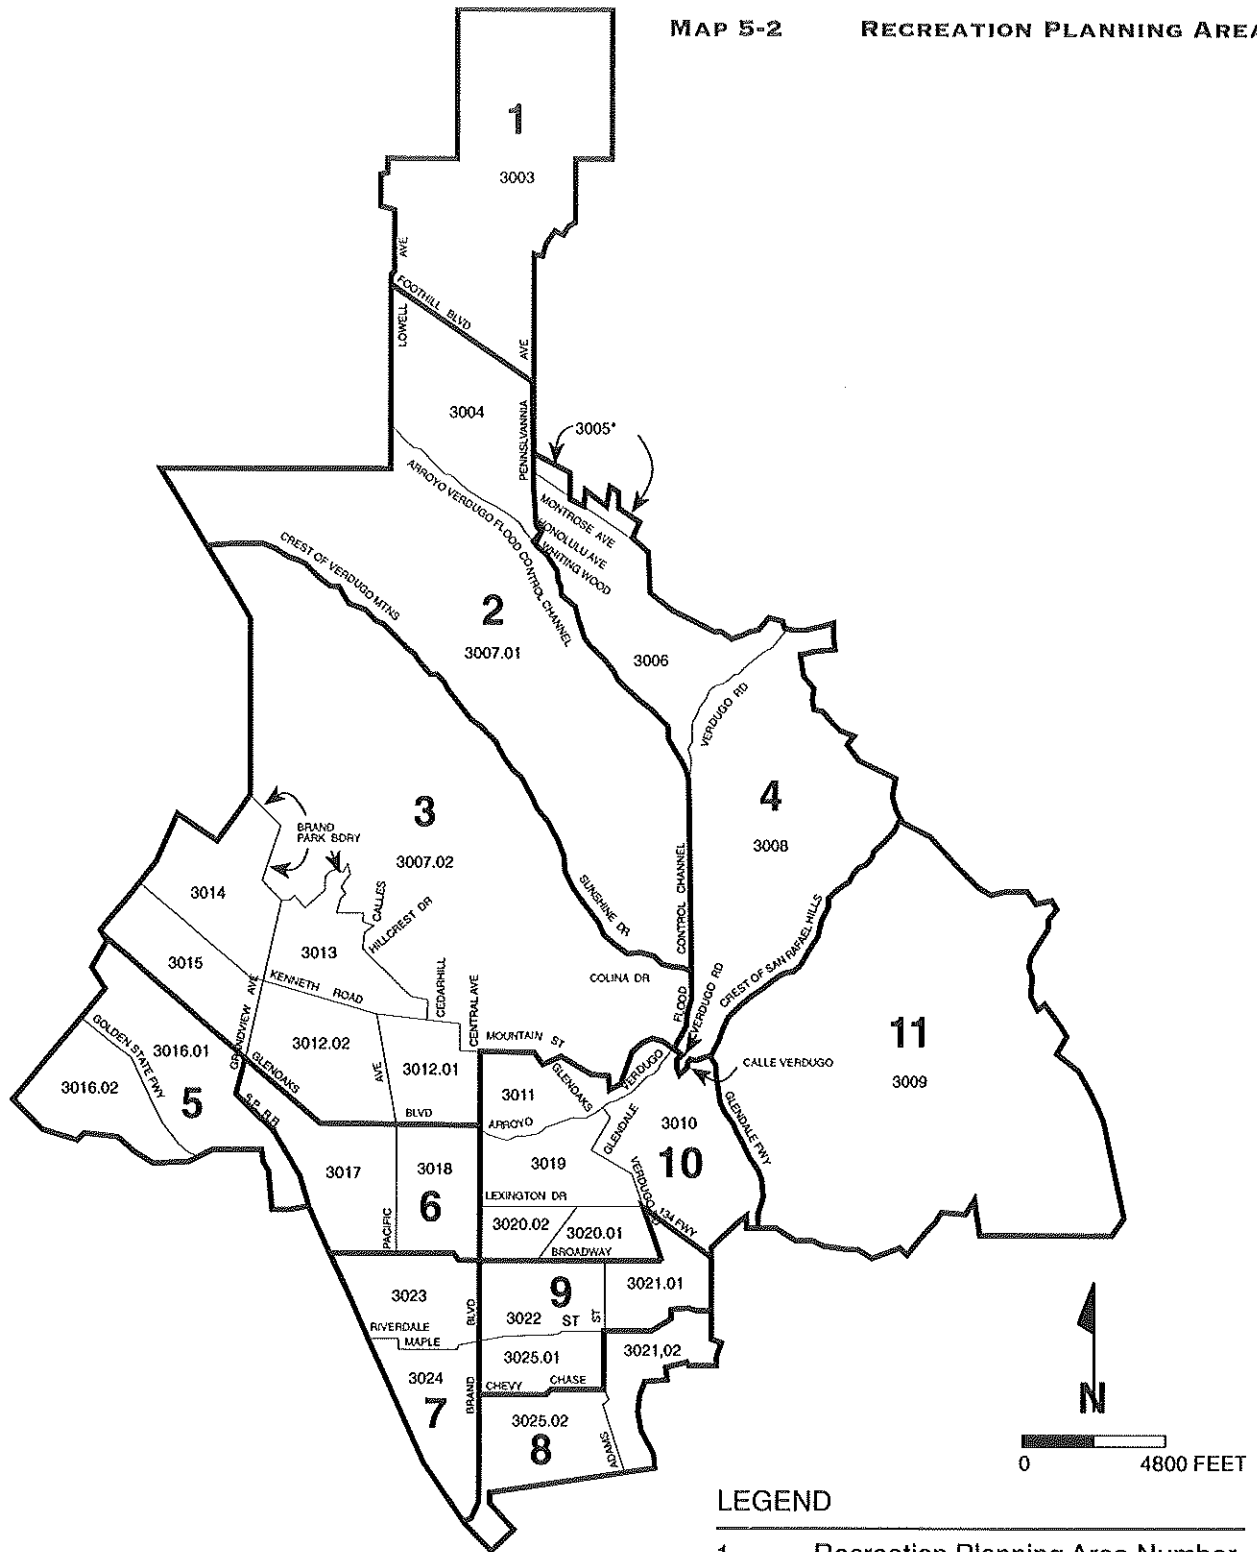 MAP 5-2 RECREATION PLANNING AREA
1
3003
AVE
FOOTHILL BLVD
LOWELL
AVE
3004
PENNSLVANNIA
3005*
ARROYO VERDUGO FLOOD CONTROL CHANNEL
MONTROSE AVE
HONOLULU AVE
WHITING WOOD
CREST OF VERDUGO MTNS
2
3007.01
3006
VERDUGO RD
4
3008
3
BRAND
PARK BDRY
3007.02
CONTROL CHANNEL
3014
CALLES
HILLCREST DR
SUNSHINE DR
CREST OF SAN RAFAEL HILLS
3013
3015
KENNETH ROAD
AVE
CEDARHILL
CENTRAL AVE
COLINA DR
FLOOD
VERDUGO RD
GOLDEN STATE FWY
3016.01
GRANDVIEW
GLENOAKS
3012.02
AVE
3012.01
MOUNTAIN ST
GLENOAKS
VERDUGO
CALLE VERDUGO
11
3009
3016.02
5
S.P. R.R
BLVD
3011
ARROYO
GLENDALE
3010
10
GLENDALE FWY
3017
3018
6
PACIFIC
3019
LEXINGTON DR
VERDUGO RD
134 FWY
3020.02
3020.01
BROADWAY
3023
BLVD
9
3022
ST
ST
3021.01
RIVERDALE
MAPLE
3025.01
3021,02
3024
7
BRAND
CHEVY CHASE
3025.02
8
ADAMS
N
0 4800 FEET
LEGEND
1 Recreation Planning Area Number